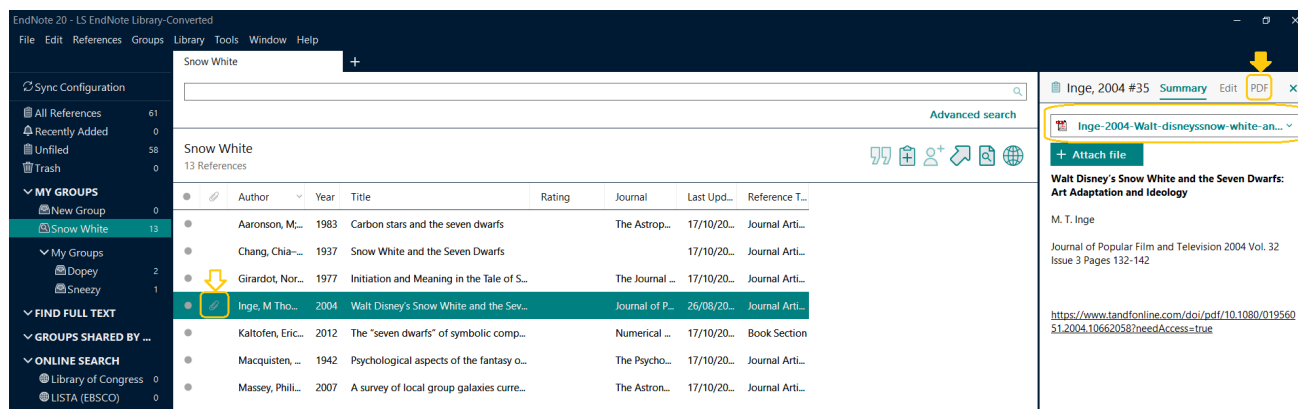 EndNote 20 - LS EndNote Library-Converted
File Edit References Groups Library Tools Window Help
Snow White
Sync Configuration
All References 61
Recently Added 0
Unfiled 58
Trash 0
MY GROUPS
New Group 0
Snow White 13
My Groups
Dopey 2
Sneezy 1
FIND FULL TEXT
GROUPS SHARED BY ...
ONLINE SEARCH
Library of Congress 0
LISTA (EBSCO) 0
Advanced search
Snow White
13 References
Author Year Title Rating Journal Last Upd... Reference T...
Aaronson, M;... 1983 Carbon stars and the seven dwarfs The Astrop... 17/10/20... Journal Arti...
Chang, Chia–... 1937 Snow White and the Seven Dwarfs 17/10/20... Journal Arti...
Girardot, Nor... 1977 Initiation and Meaning in the Tale of S... The Journal ... 17/10/20... Journal Arti...
Inge, M Tho... 2004 Walt Disney's Snow White and the Sev... Journal of P... 26/08/20... Journal Arti...
Kaltofen, Eric... 2012 The "seven dwarfs" of symbolic comp... Numerical ... 17/10/20... Book Section
Macquisten, ... 1942 Psychological aspects of the fantasy o... The Psycho... 17/10/20... Journal Arti...
Massey, Phili... 2007 A survey of local group galaxies curre... The Astron... 17/10/20... Journal Arti...
Inge, 2004 #35 Summary Edit PDF
Inge-2004-Walt-disneyssnow-white-an...
+ Attach file
Walt Disney's Snow White and the Seven Dwarfs:
Art Adaptation and Ideology
M. T. Inge
Journal of Popular Film and Television 2004 Vol. 32
Issue 3 Pages 132-142
https://www.tandfonline.com/doi/pdf/10.1080/019560
51.2004.10662058?needAccess=true